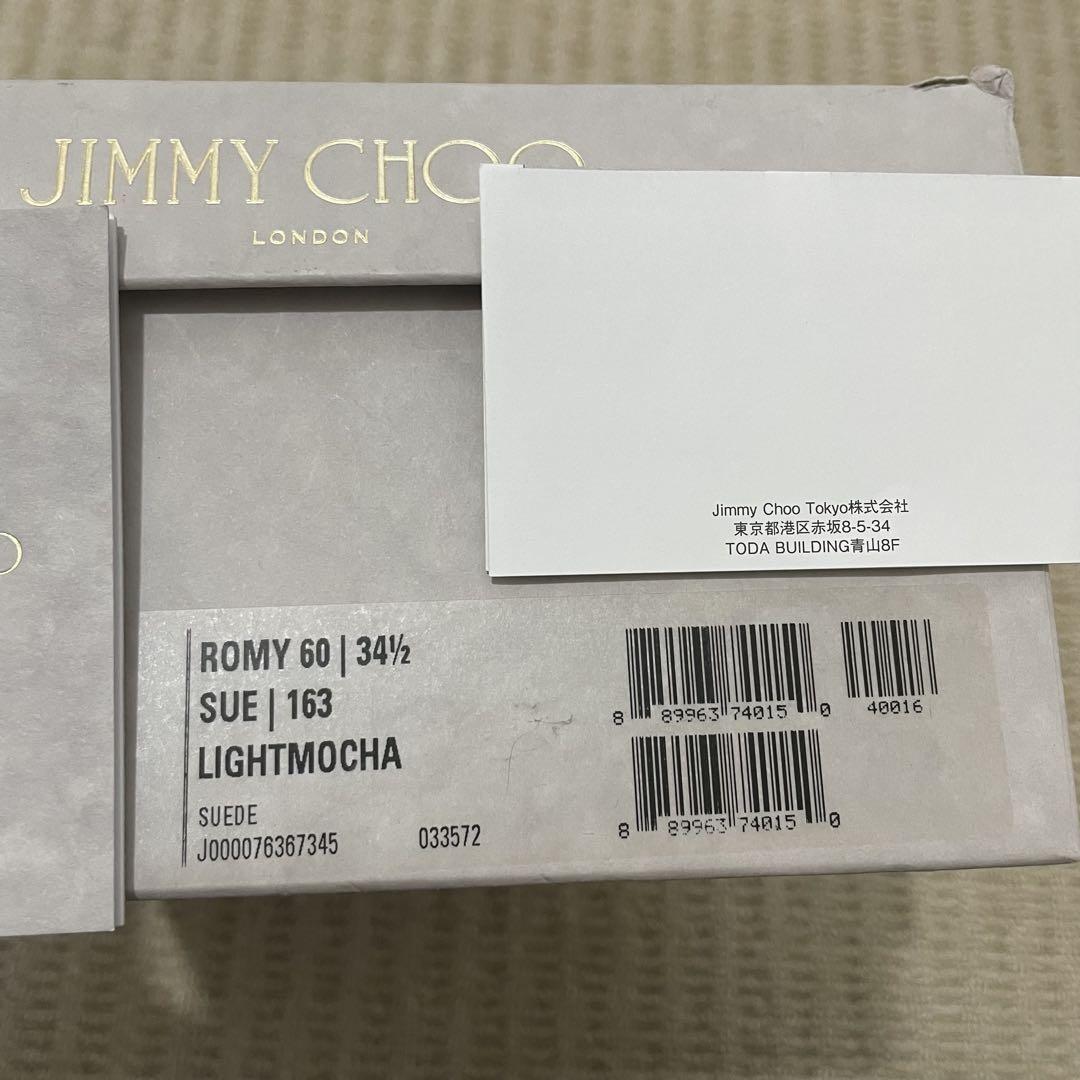 JIMMY CHOO
LONDON
O
Jimmy Choo Tokyo株式会社
東京都港区赤坂8-5-34
TODA BUILDING青山8F
ROMY 60 | 34½
SUE | 163
LIGHTMOCHA
SUEDE
J000076367345 033572
8 89963 74015 0 40016
8 89963 74015 0